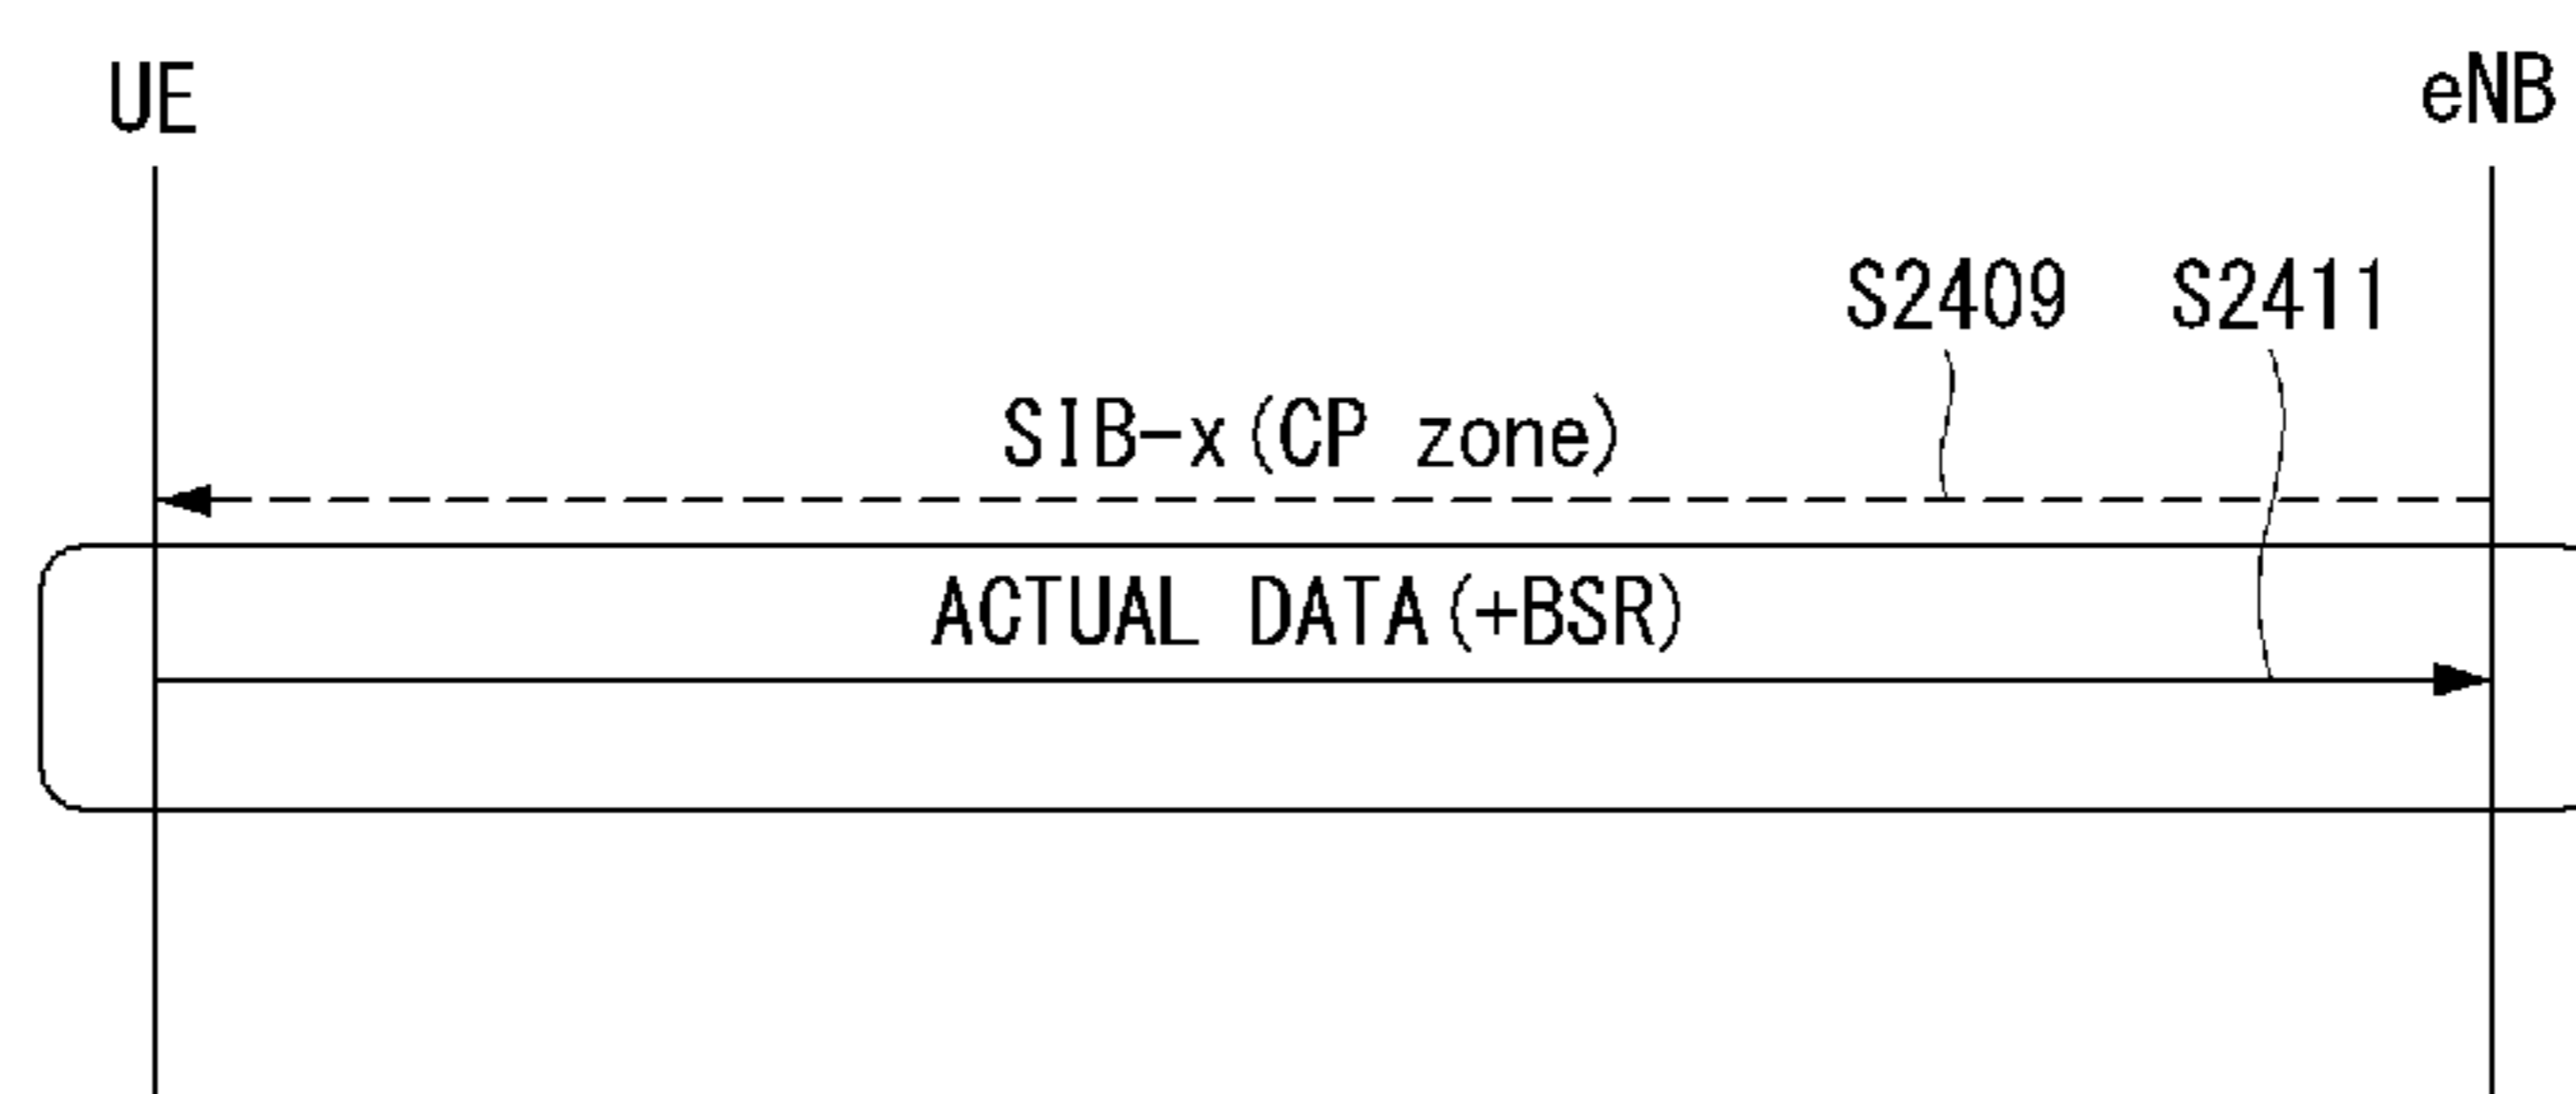 UE eNB
S2409 S2411
SIB-x(CP zone)
ACTUAL DATA(+BSR)